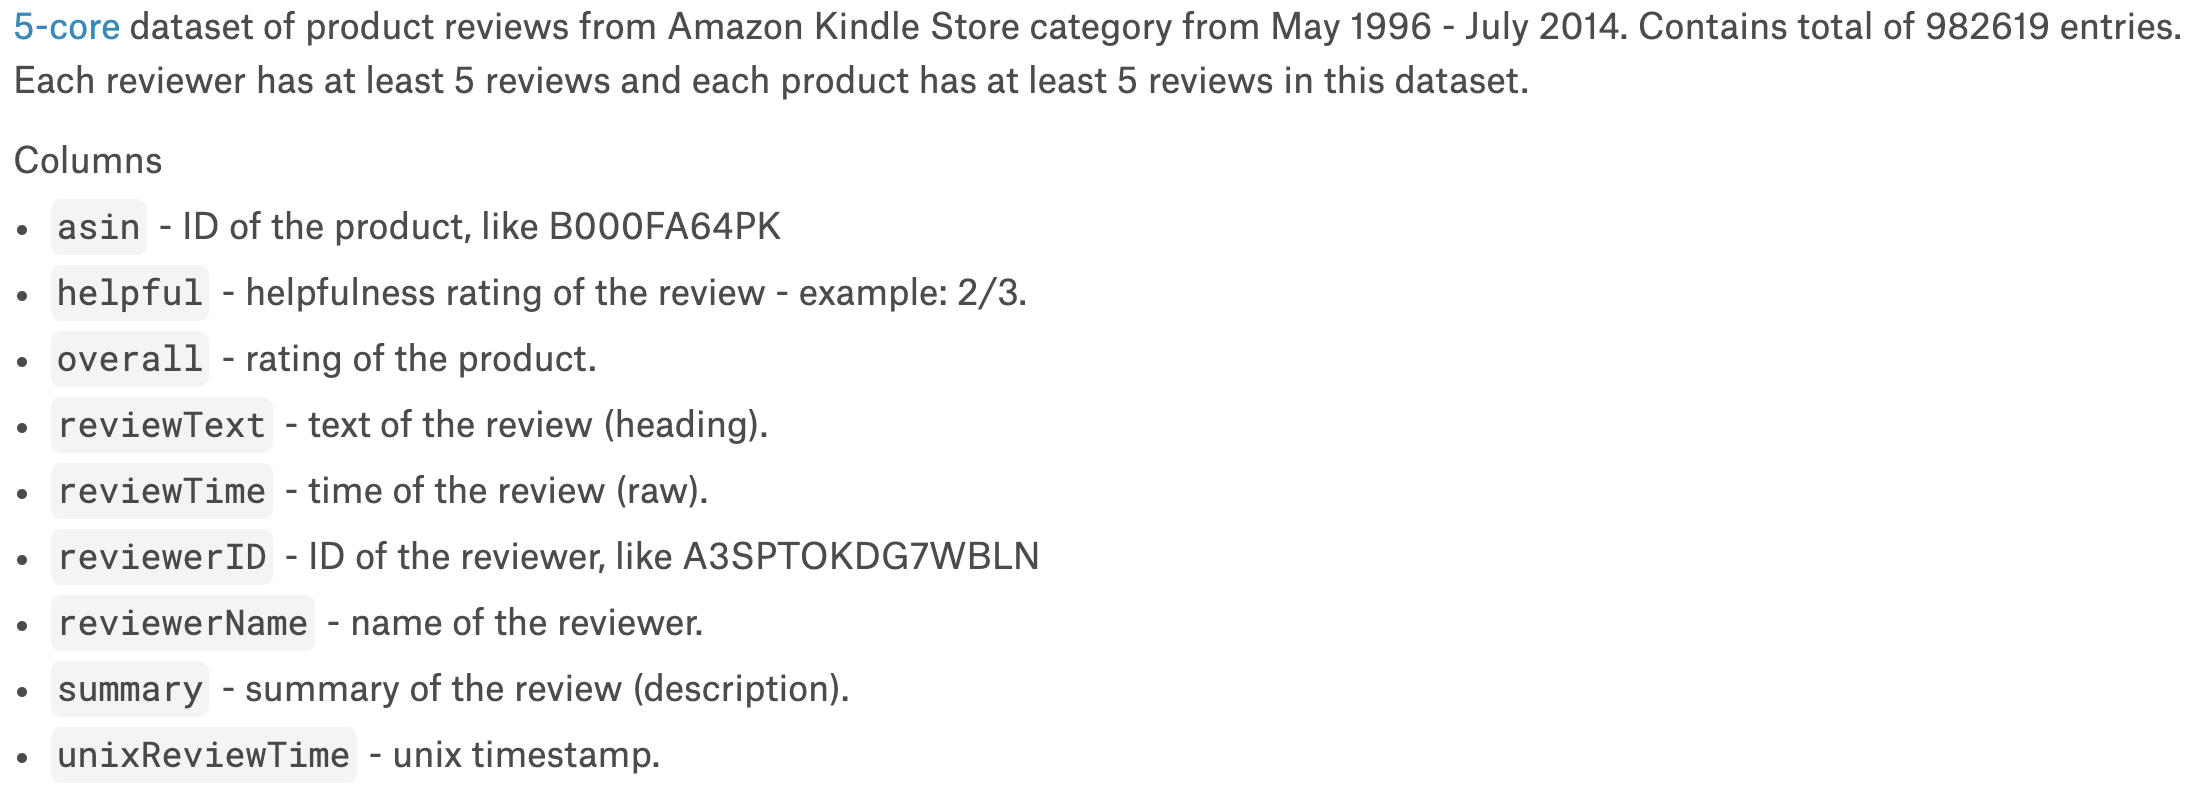 5-core dataset of product reviews from Amazon Kindle Store category from May 1996 - July 2014. Contains total of 982619 entries.
Each reviewer has at least 5 reviews and each product has at least 5 reviews in this dataset.
Columns
• asin - ID of the product, like B000FA64PK
• helpful - helpfulness rating of the review - example: 2/3.
• overall - rating of the product.
• reviewText - text of the review (heading).
• reviewTime - time of the review (raw).
• reviewerID - ID of the reviewer, like A3SPTOKDG7WBLN
• reviewerName - name of the reviewer.
• summary - summary of the review (description).
• unixReviewTime - unix timestamp.